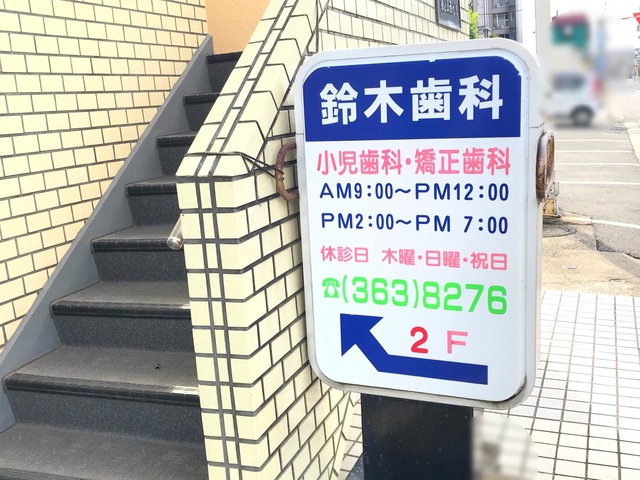 鈴木歯科
小児歯科・矯正歯科
AM9:00～PM12:00
PM2:00～PM 7:00
休診日 木曜・日曜・祝日
☎(363)8276
2F